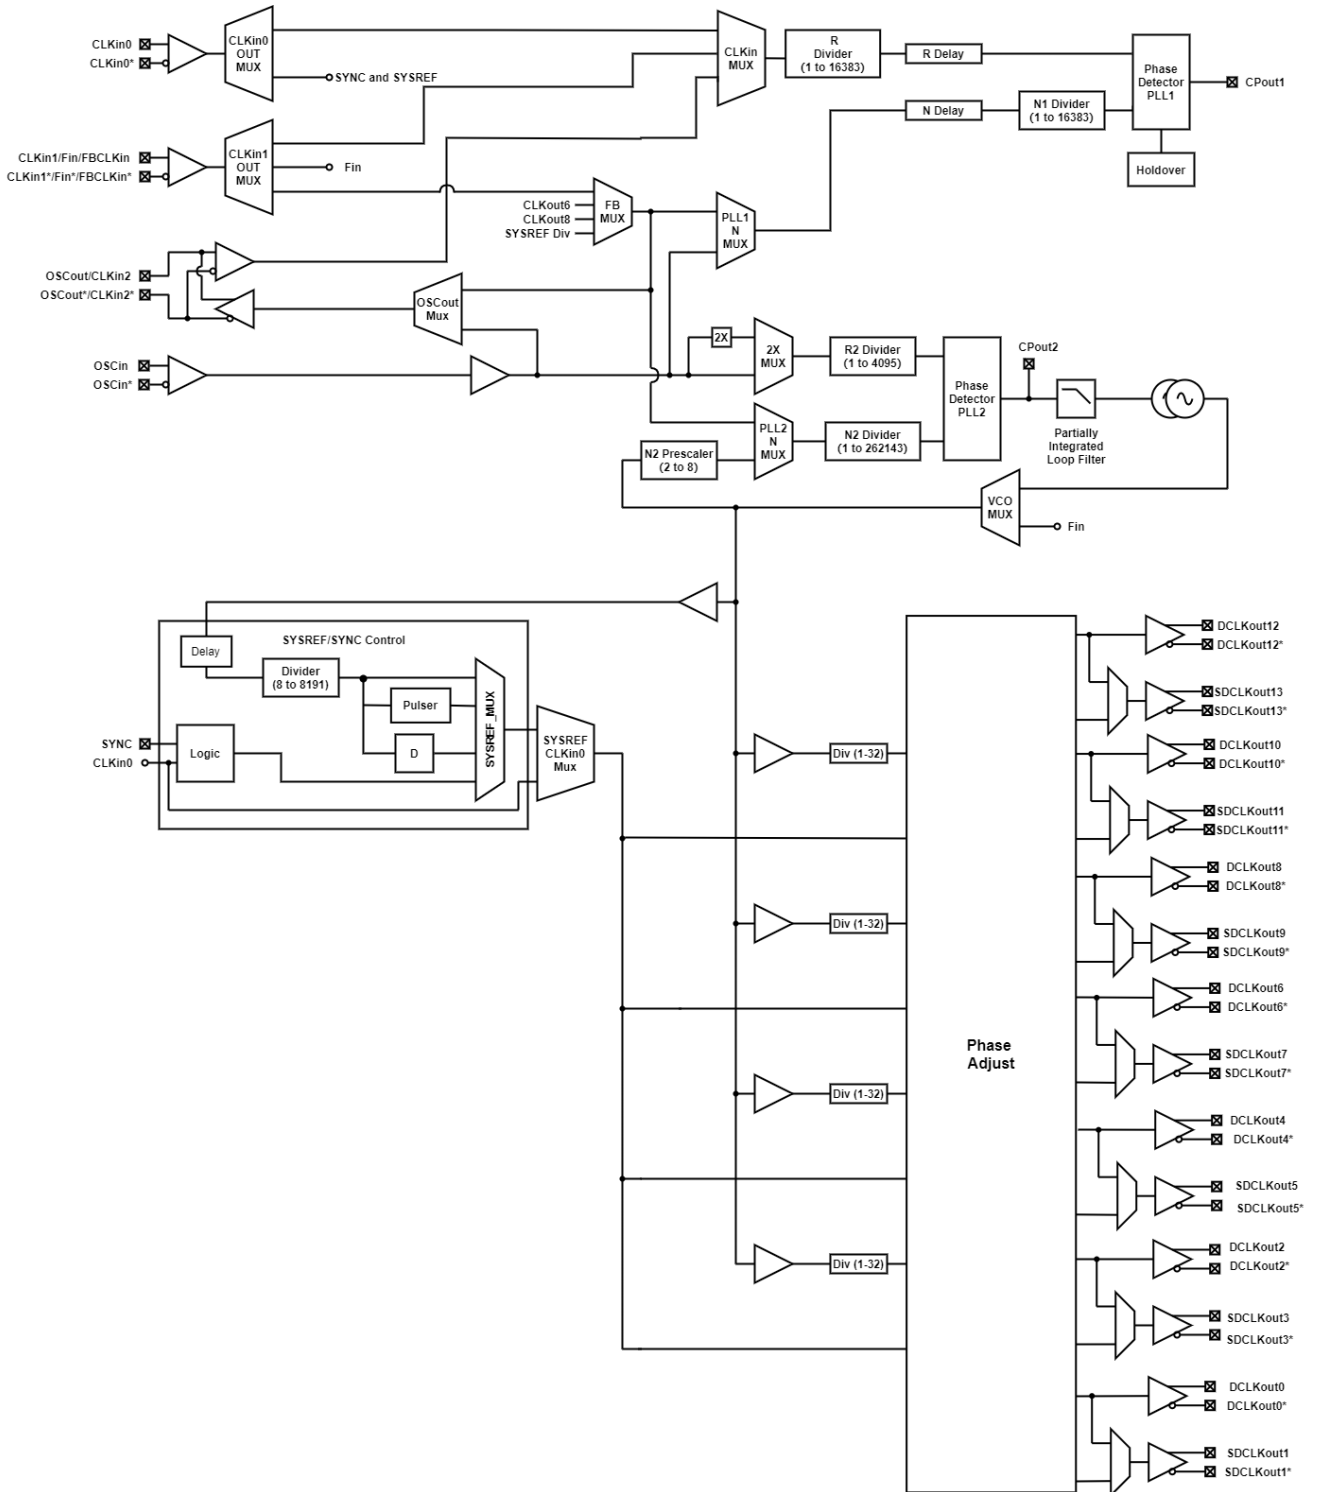 CLKin0
CLKin0*
CLKin0
OUT
MUX
SYNC and SYSREF
CLKin
MUX
R
Divider
(1 to 16383)
R Delay
Phase
Detector
PLL1
CPout1
N Delay
N1 Divider
(1 to 16383)
Holdover
CLKin1/Fin/FBCLKin
CLKin1*/Fin*/FBCLKin*
CLKin1
OUT
MUX
Fin
CLKout6
CLKout8
SYSREF Div
FB
MUX
PLL1
N
MUX
OSCout/CLKin2
OSCout*/CLKin2*
OSCout
Mux
OSCin
OSCin*
2X
2X
MUX
R2 Divider
(1 to 4095)
Phase
Detector
PLL2
CPout2
Partially
Integrated
Loop Filter
PLL2
N
MUX
N2 Divider
(1 to 262143)
N2 Prescaler
(2 to 8)
VCO
MUX
Fin
SYSREF/SYNC Control
Delay
Divider
(8 to 8191)
Pulser
D
SYSREF_MUX
SYNC
CLKin0
Logic
SYSREF
CLKin0
Mux
Div (1-32)
Div (1-32)
Div (1-32)
Div (1-32)
Phase
Adjust
DCLKout12
DCLKout12*
SDCLKout13
SDCLKout13*
DCLKout10
DCLKout10*
SDCLKout11
SDCLKout11*
DCLKout8
DCLKout8*
SDCLKout9
SDCLKout9*
DCLKout6
DCLKout6*
SDCLKout7
SDCLKout7*
DCLKout4
DCLKout4*
SDCLKout5
SDCLKout5*
DCLKout2
DCLKout2*
SDCLKout3
SDCLKout3*
DCLKout0
DCLKout0*
SDCLKout1
SDCLKout1*